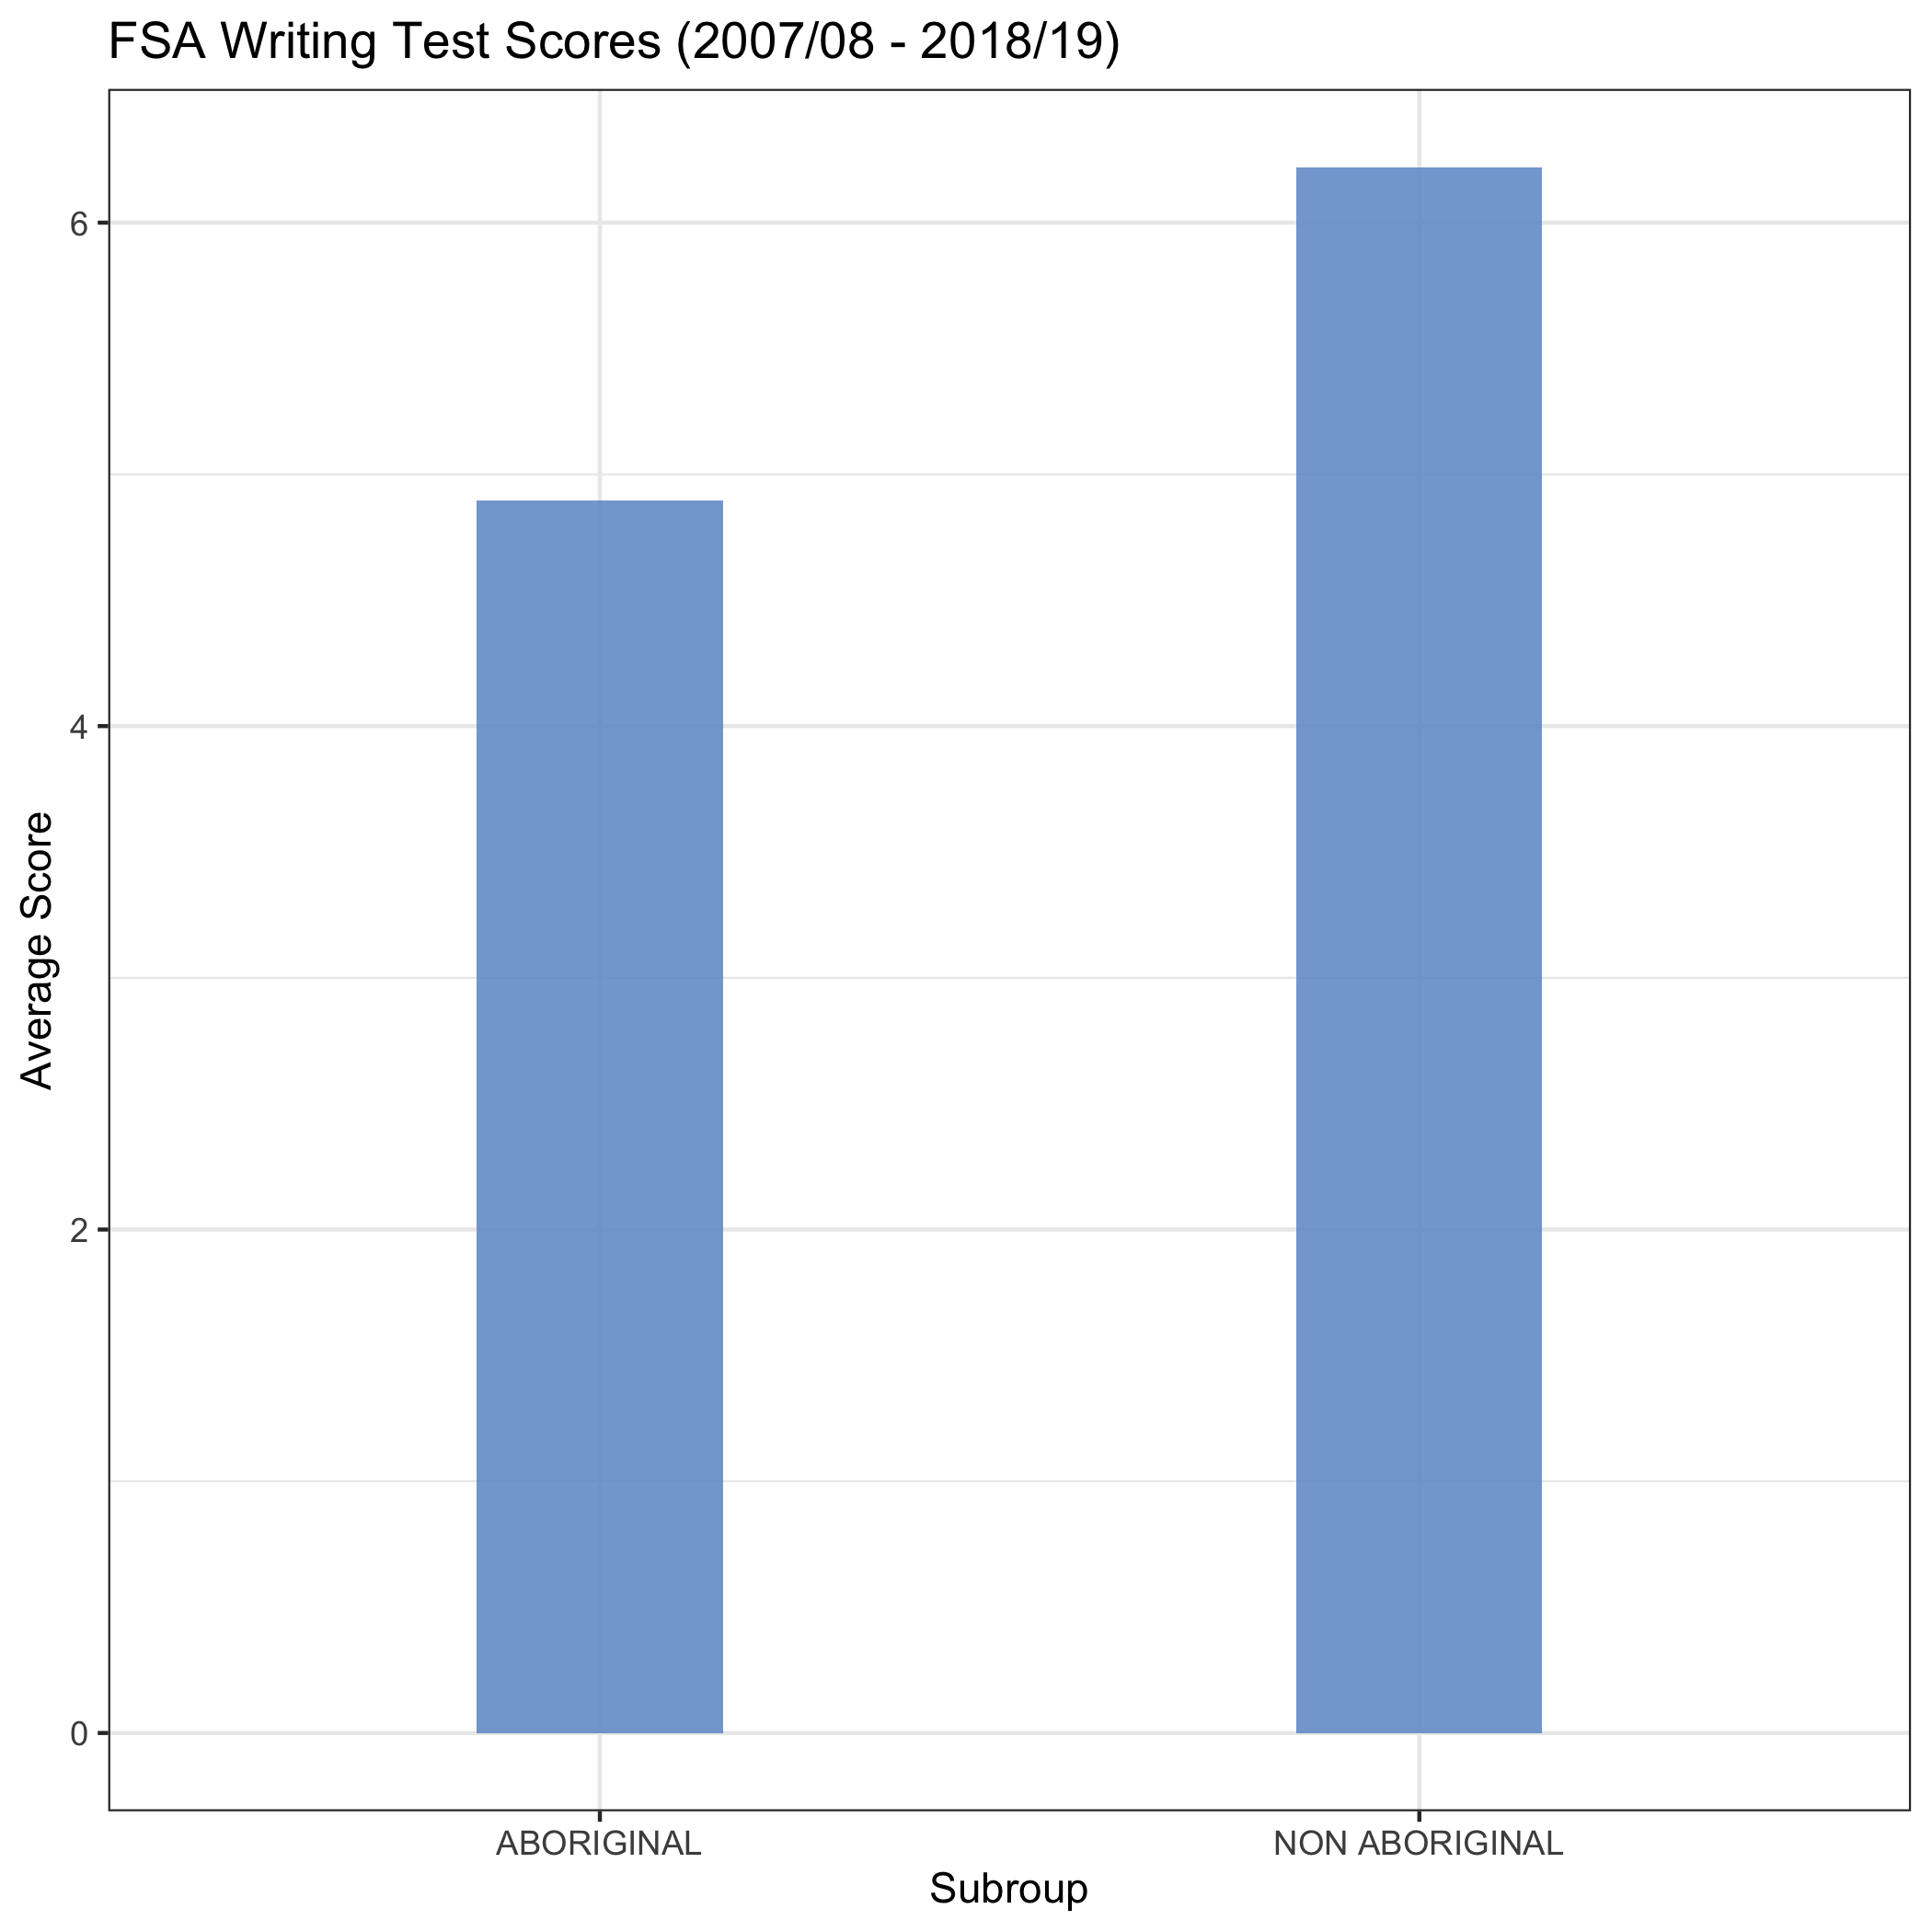 FSA Writing Test Scores (2007/08 - 2018/19)
6
4
2
0
Average Score
ABORIGINAL
NON ABORIGINAL
Subroup